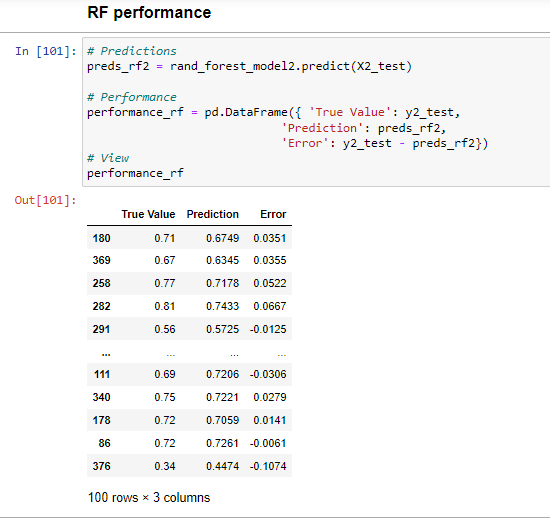 RF performance
In [101]: # Predictions
preds_rf2 = rand_forest_model2.predict(X2_test)
# Performance
performance_rf = pd.DataFrame({ 'True Value': y2_test,
'Prediction': preds_rf2,
'Error': y2_test - preds_rf2})
# View
performance_rf
Out[101]:
True Value Prediction Error
180 0.71 0.6749 0.0351
369 0.67 0.6345 0.0355
258 0.77 0.7178 0.0522
282 0.81 0.7433 0.0667
291 0.56 0.5725 -0.0125
... ... ... ...
111 0.69 0.7206 -0.0306
340 0.75 0.7221 0.0279
178 0.72 0.7059 0.0141
86 0.72 0.7261 -0.0061
376 0.34 0.4474 -0.1074
100 rows × 3 columns